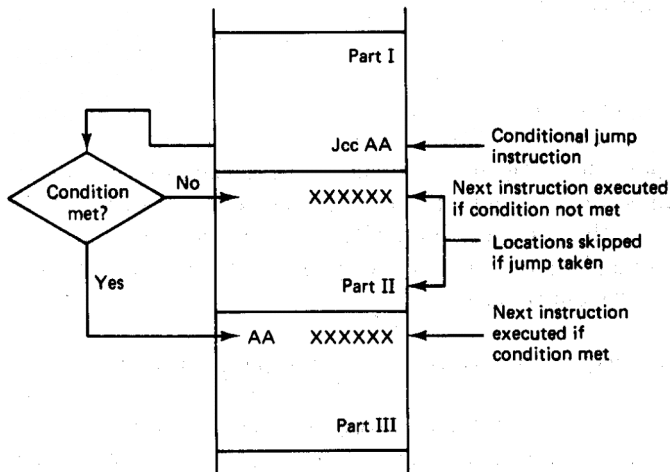 Part I
Jcc AA
Conditional jump
instruction
Condition
met?
No
XXXXXX
Next instruction executed
if condition not met
Locations skipped
if jump taken
Yes
Part II
AA XXXXXX
Next instruction
executed if
condition met
Part III